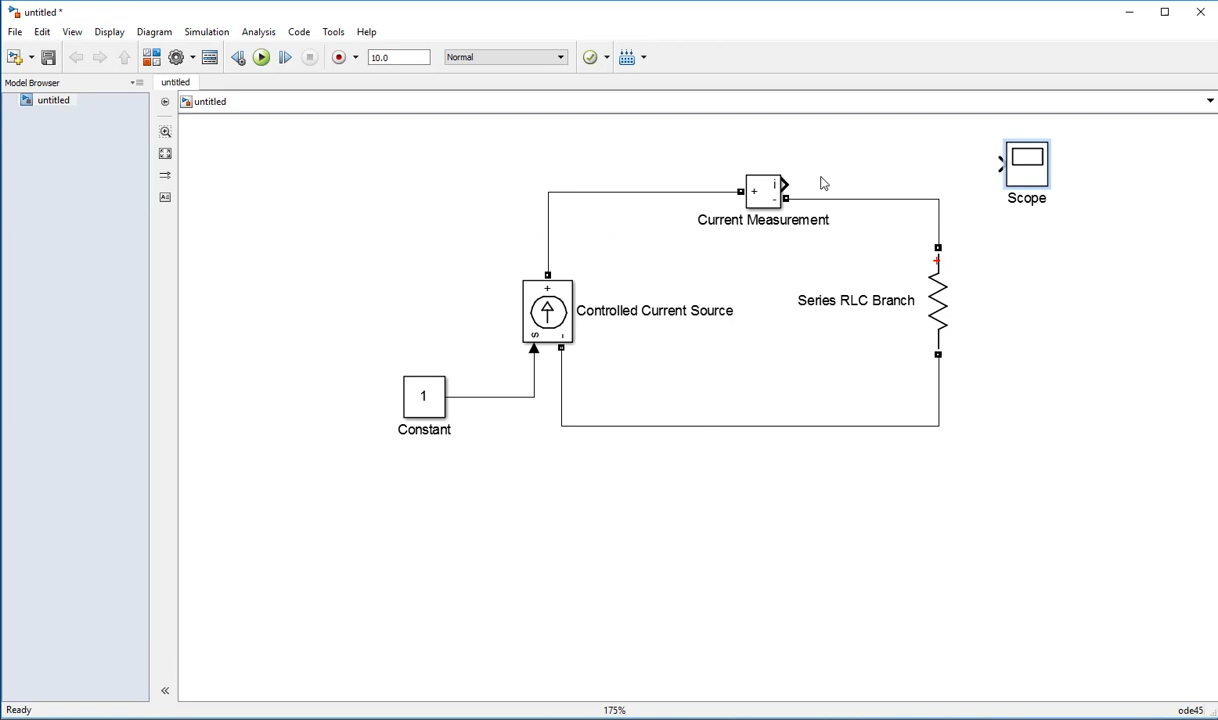 untitled *
File Edit View Display Diagram Simulation Analysis Code Tools Help
10.0 Normal
Model Browser untitled
untitled untitled
Scope
i
+
-
Current Measurement
+
+
Series RLC Branch
Controlled Current Source
s -
1
Constant
Ready 175% ode45